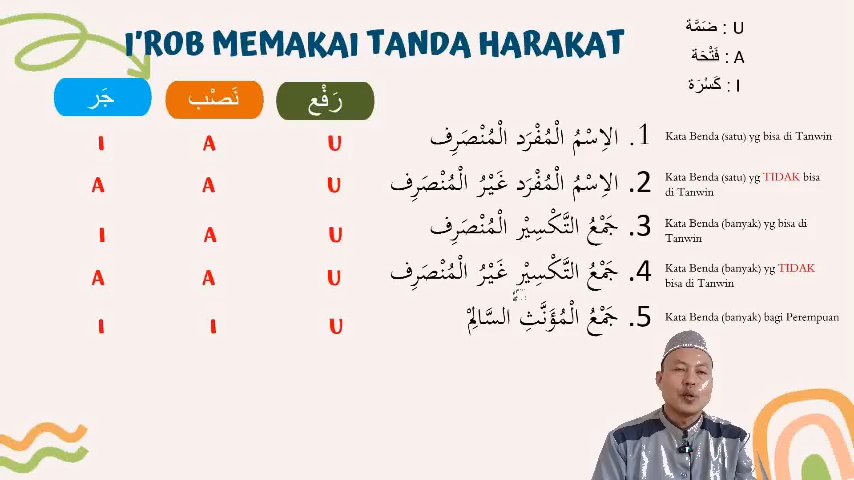 I'ROB MEMAKAI TANDA HARAKAT
U : ضَمَّة
A : فَتْحَة
I : كَسْرَة
جَر نَصْب رَفْع
I A U
1. الِاسْمُ الْمُفْرَد الْمُنْصَرِف
Kata Benda (satu) yg bisa di Tanwin
A A U
2. الِاسْمُ الْمُفْرَد غَيْرُ الْمُنْصَرِف
Kata Benda (satu) yg TIDAK bisa
di Tanwin
I A U
3. جَمْعُ التَّكْسِيْرِ الْمُنْصَرِف
Kata Benda (banyak) yg bisa di
Tanwin
A A U
4. جَمْعُ التَّكْسِيْرِ غَيْرُ الْمُنْصَرِف
Kata Benda (banyak) yg TIDAK
bisa di Tanwin
I I U
5. جَمْعُ الْمُؤَنَّثِ السَّالِمْ
Kata Benda (banyak) bagi Perempuan